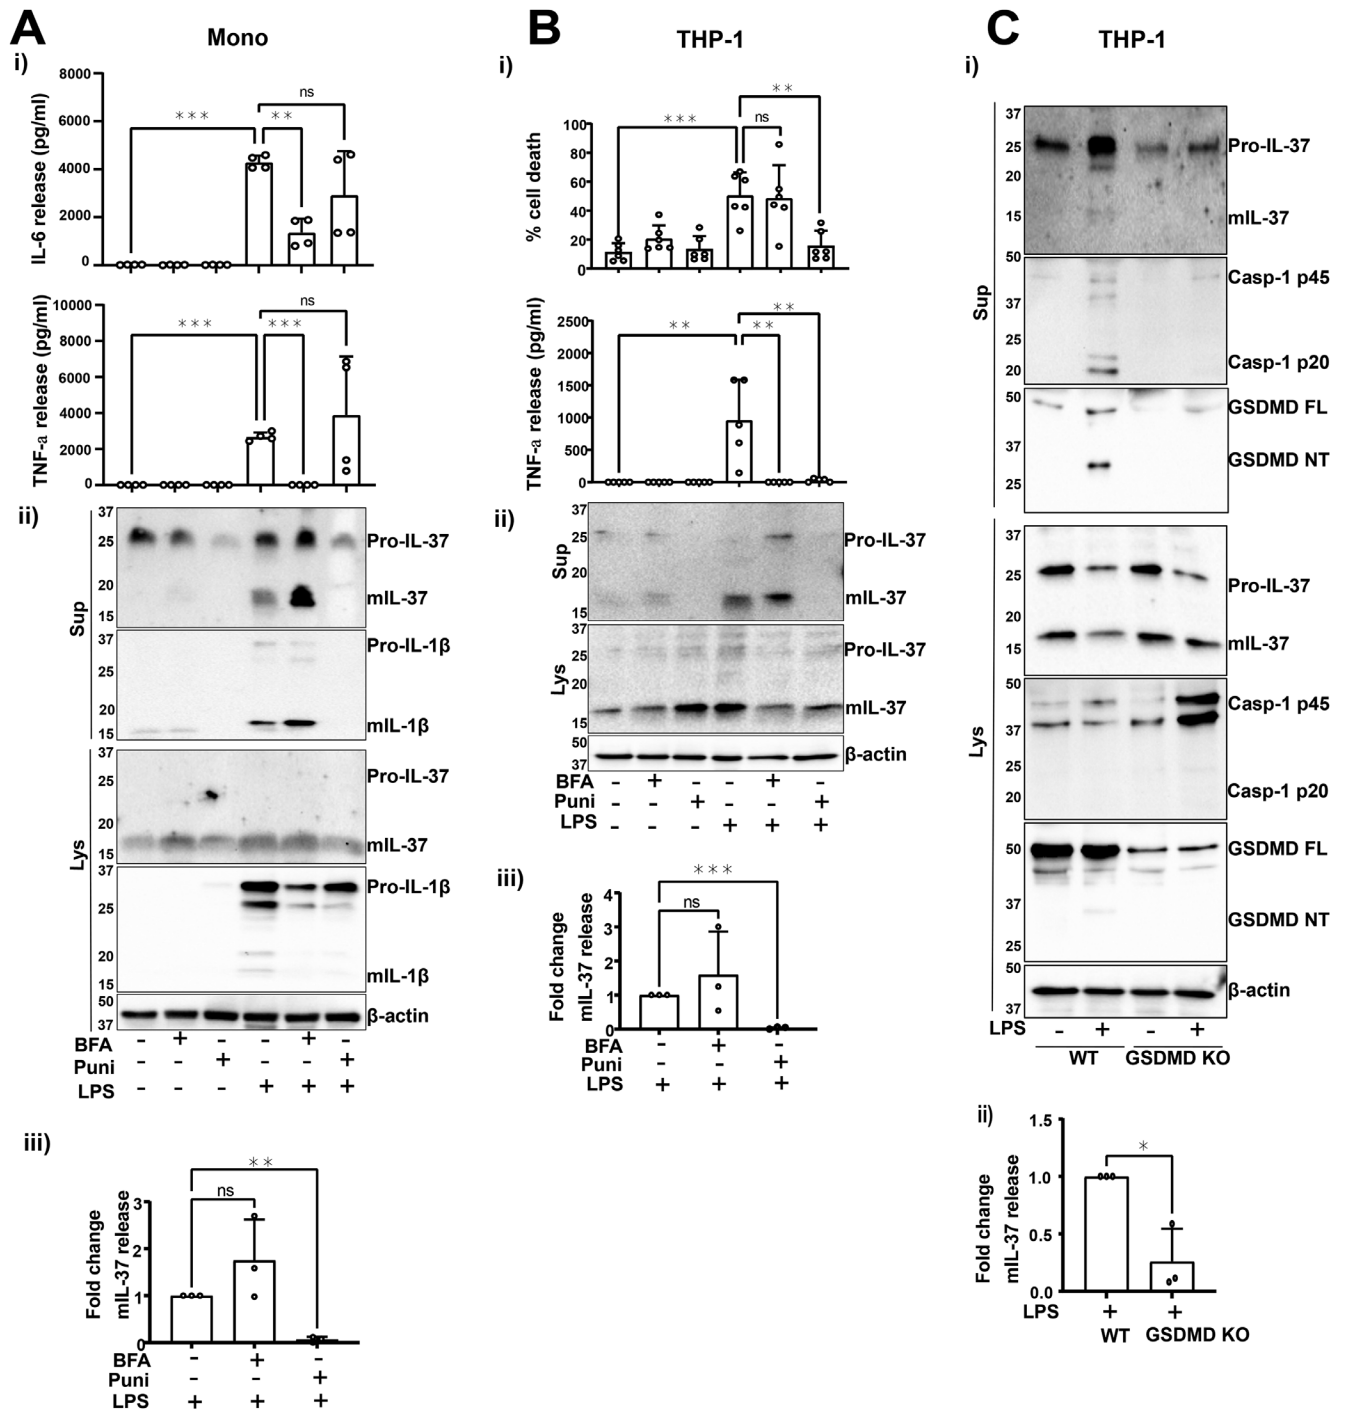 A
Mono
i)
IL-6 release (pg/ml)
8000
6000
4000
2000
0
***
**
ns
TNF-a release (pg/ml)
10000
8000
6000
4000
2000
0
***
***
ns
ii)
Sup
37
25
20
15
Pro-IL-37
mIL-37
37
25
20
15
Pro-IL-1β
mIL-1β
Lys
37
25
20
15
Pro-IL-37
mIL-37
37
25
20
15
Pro-IL-1β
mIL-1β
50
37
β-actin
BFA - + - - + -
Puni - - + - - +
LPS - - - + + +
iii)
Fold change
mIL-37 release
3
2
1
0
ns
**
BFA - + -
Puni - - +
LPS + + +
B
THP-1
i)
% cell death
100
80
60
40
20
0
***
ns
**
TNF-a release (pg/ml)
2500
2000
1500
1000
500
0
**
**
**
ii)
Sup
37
25
20
15
Pro-IL-37
mIL-37
Lys
37
25
20
15
Pro-IL-37
mIL-37
50
37
β-actin
BFA - + - - + -
Puni - - + - - +
LPS - - - + + +
iii)
Fold change
mIL-37 release
4
3
2
1
0
ns
***
BFA - + -
Puni - - +
LPS + + +
C
THP-1
i)
Sup
37
25
20
15
Pro-IL-37
mIL-37
50
37
25
20
Casp-1 p45
Casp-1 p20
50
37
25
GSDMD FL
GSDMD NT
Lys
37
25
20
15
Pro-IL-37
mIL-37
50
37
25
20
Casp-1 p45
Casp-1 p20
50
37
25
GSDMD FL
GSDMD NT
50
37
β-actin
LPS - + - +
WT GSDMD KO
ii)
Fold change
mIL-37 release
1.5
1.0
0.5
0.0
*
LPS + +
WT GSDMD KO